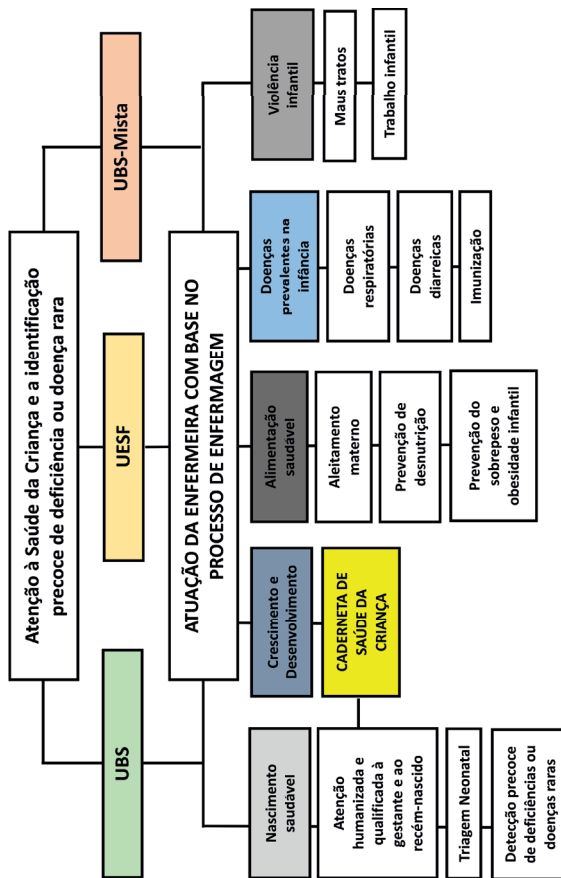 Atenção à Saúde da Criança e a identificação
precoce de deficiência ou doença rara
UBS
UESF
UBS-Mista
ATUAÇÃO DA ENFERMEIRA COM BASE NO
PROCESSO DE ENFERMAGEM
Nascimento
saudável
Atenção
humanizada e
qualificada à
gestante e ao
recém-nascido
Triagem Neonatal
Detecção precoce
de deficiências ou
doenças raras
Crescimento e
Desenvolvimento
CADERNETA DE
SAÚDE DA
CRIANÇA
Alimentação
saudável
Aleitamento
materno
Prevenção de
desnutrição
Prevenção do
sobrepeso e
obesidade infantil
Doenças
prevalentes na
infância
Doenças
respiratórias
Doenças
diarreicas
Imunização
Violência
infantil
Maus tratos
Trabalho infantil